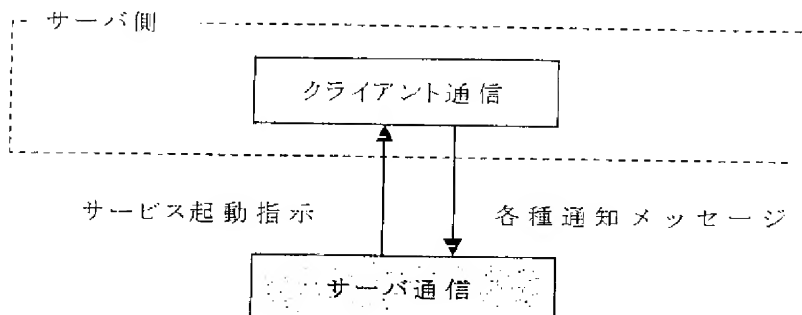 サーバ側
クライアント通信
サービス起動指示
各種通知メッセージ
サーバ通信